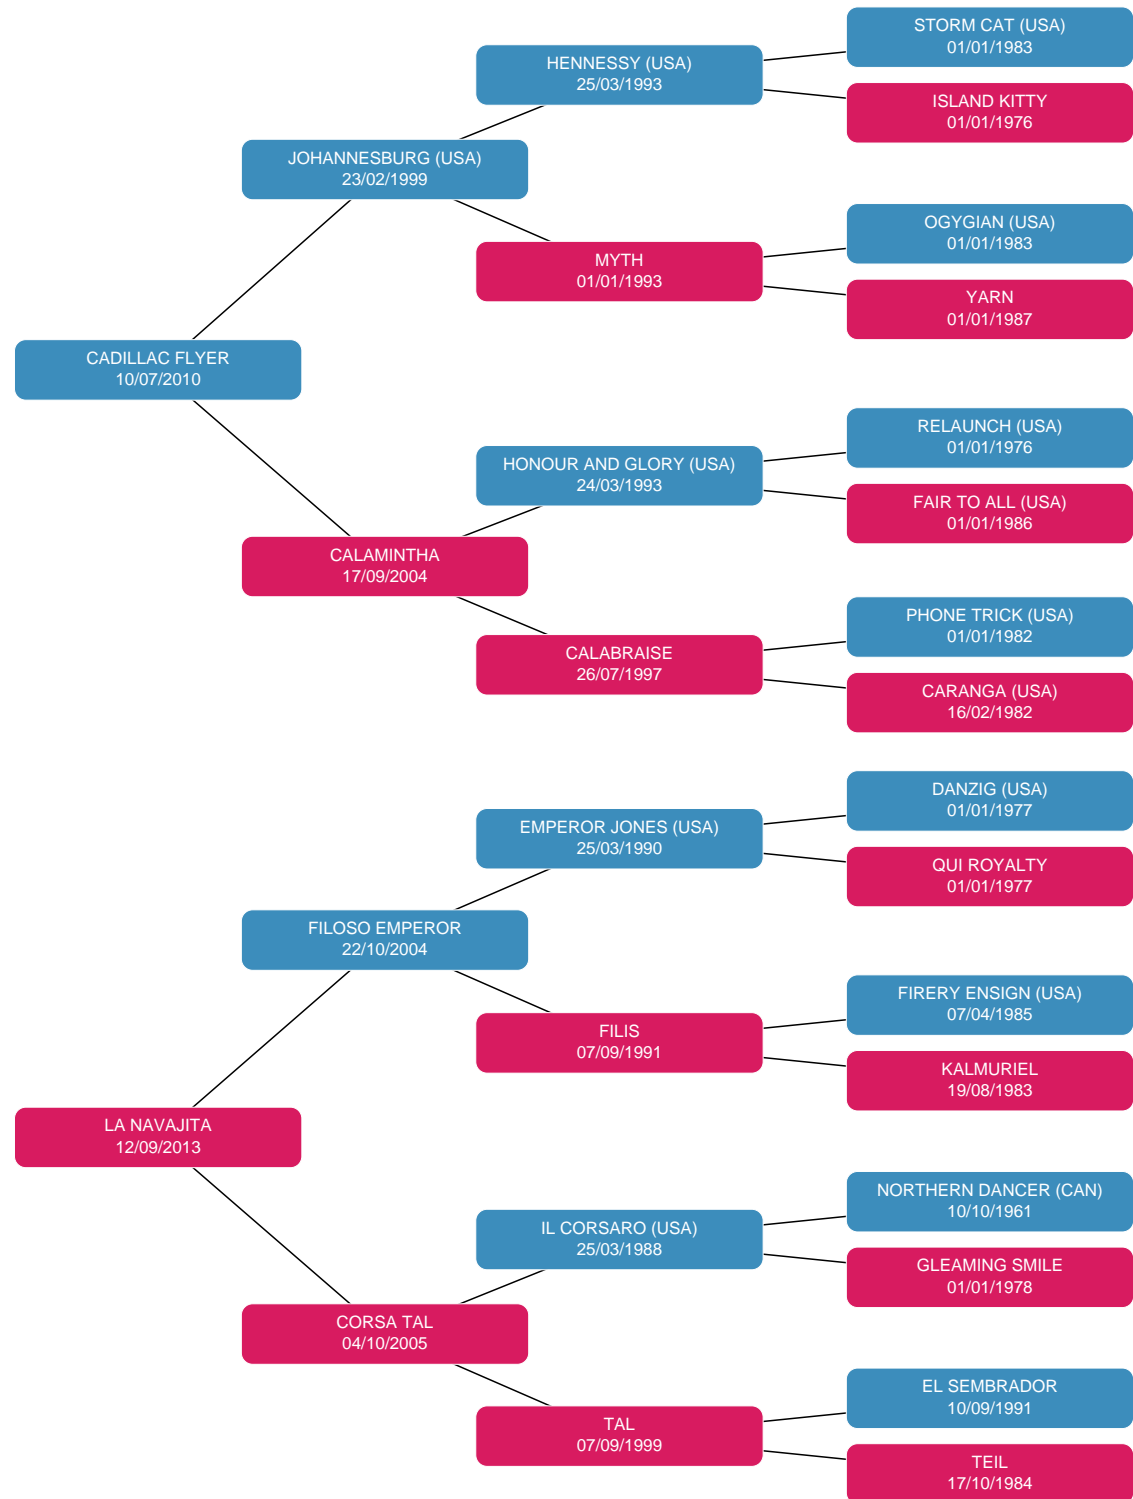 STORM CAT (USA)
01/01/1983
HENNESSY (USA)
25/03/1993
ISLAND KITTY
01/01/1976
JOHANNESBURG (USA)
23/02/1999
OGYGIAN (USA)
01/01/1983
MYTH
01/01/1993
YARN
01/01/1987
CADILLAC FLYER
10/07/2010
RELAUNCH (USA)
01/01/1976
HONOUR AND GLORY (USA)
24/03/1993
FAIR TO ALL (USA)
01/01/1986
CALAMINTHA
17/09/2004
PHONE TRICK (USA)
01/01/1982
CALABRAISE
26/07/1997
CARANGA (USA)
16/02/1982
DANZIG (USA)
01/01/1977
EMPEROR JONES (USA)
25/03/1990
QUI ROYALTY
01/01/1977
FILOSO EMPEROR
22/10/2004
FIRERY ENSIGN (USA)
07/04/1985
FILIS
07/09/1991
KALMURIEL
19/08/1983
LA NAVAJITA
12/09/2013
NORTHERN DANCER (CAN)
10/10/1961
IL CORSARO (USA)
25/03/1988
GLEAMING SMILE
01/01/1978
CORSA TAL
04/10/2005
EL SEMBRADOR
10/09/1991
TAL
07/09/1999
TEIL
17/10/1984